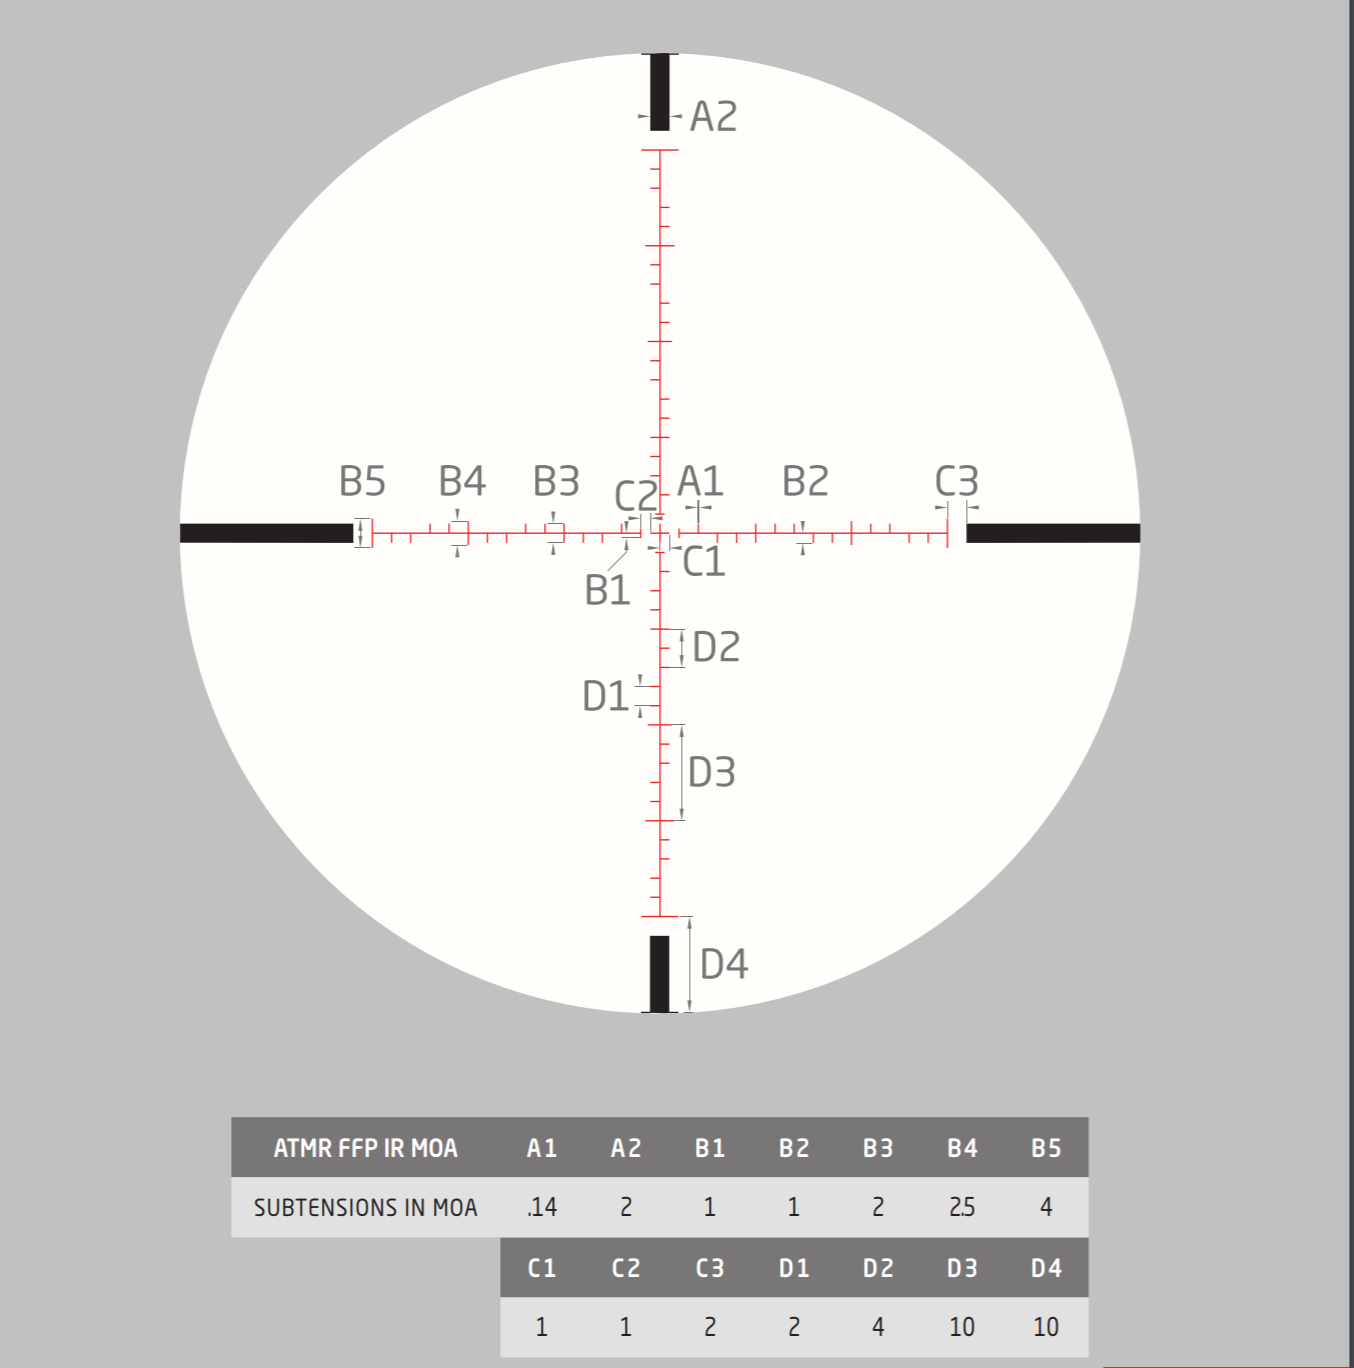 A2
B5 B4 B3 C2 A1 B2 C3
B1 C1
D2
D1
D3
D4
ATMR FFP IR MOA A1 A2 B1 B2 B3 B4 B5
SUBTENSIONS IN MOA .14 2 1 1 2 2.5 4
C1 C2 C3 D1 D2 D3 D4
1 1 2 2 4 10 10